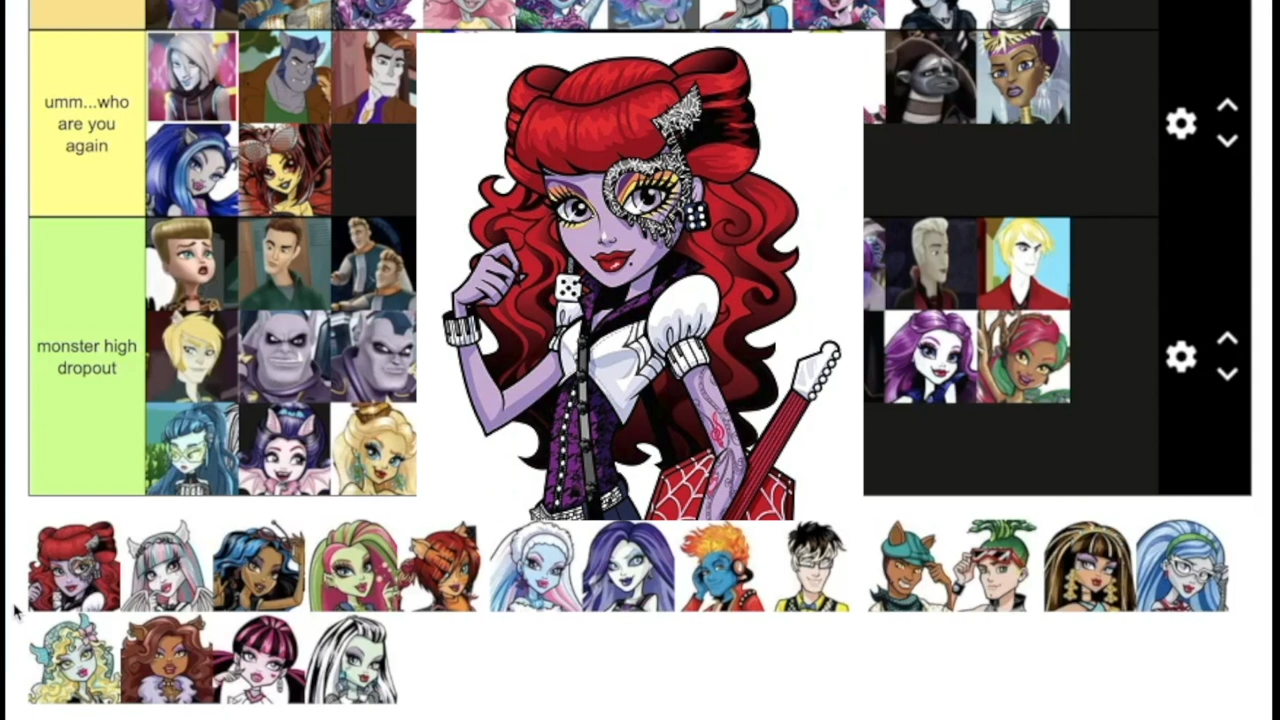 umm...who
are you
again
monster high
dropout